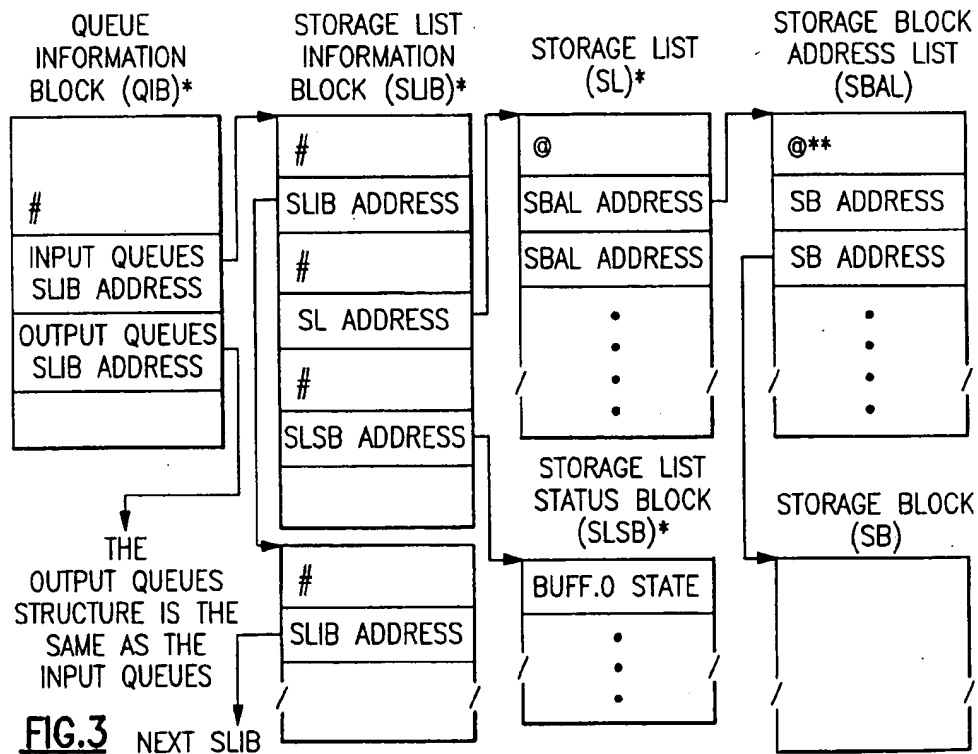 QUEUE
INFORMATION
BLOCK (QIB)*
#
INPUT QUEUES
SLIB ADDRESS
OUTPUT QUEUES
SLIB ADDRESS
THE
OUTPUT QUEUES
STRUCTURE IS THE
SAME AS THE
INPUT QUEUES
STORAGE LIST
INFORMATION
BLOCK (SLIB)*
#
SLIB ADDRESS
#
SL ADDRESS
#
SLSB ADDRESS
#
SLIB ADDRESS
NEXT SLIB
STORAGE LIST
(SL)*
@
SBAL ADDRESS
SBAL ADDRESS
STORAGE LIST
STATUS BLOCK
(SLSB)*
BUFF.0 STATE
STORAGE BLOCK
ADDRESS LIST
(SBAL)
@**
SB ADDRESS
SB ADDRESS
STORAGE BLOCK
(SB)
FIG.3